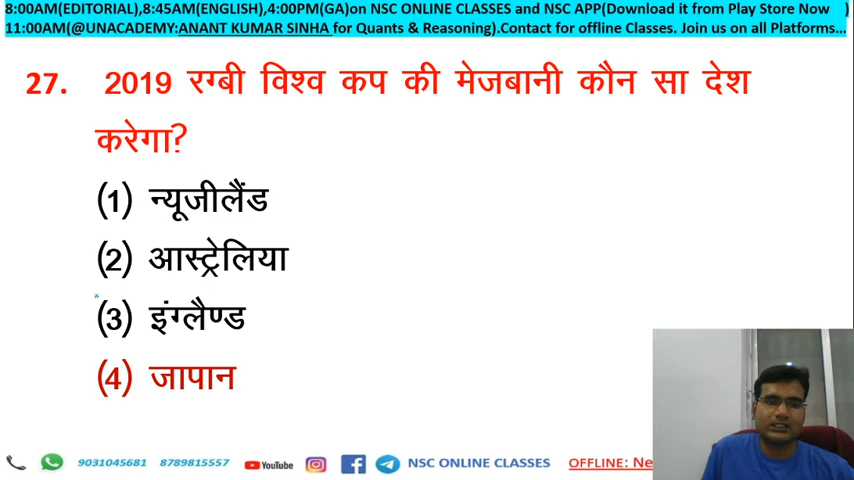 8:00AM(EDITORIAL),8:45AM(ENGLISH),4:00PM(GA)on NSC ONLINE CLASSES and NSC APP(Download it from Play Store Now )
11:00AM(@UNACADEMY:ANANT KUMAR SINHA for Quants & Reasoning).Contact for offline Classes. Join us on all Platforms...
27. 2019 रग्बी विश्व कप की मेजबानी कौन सा देश
करेगा?
(1) न्यूजीलैंड
(2) आस्ट्रेलिया
(3) इंग्लैण्ड
(4) जापान
9031045681 8789815557 YouTube NSC ONLINE CLASSES OFFLINE: Ne